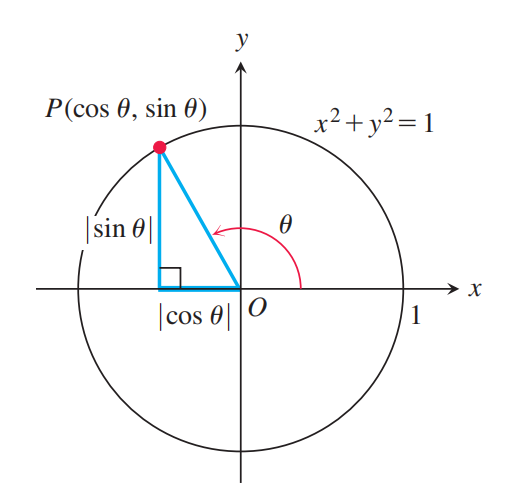 y
P(cos θ, sin θ)
x² + y² = 1
|sin θ|
θ
x
|cos θ|
O
1